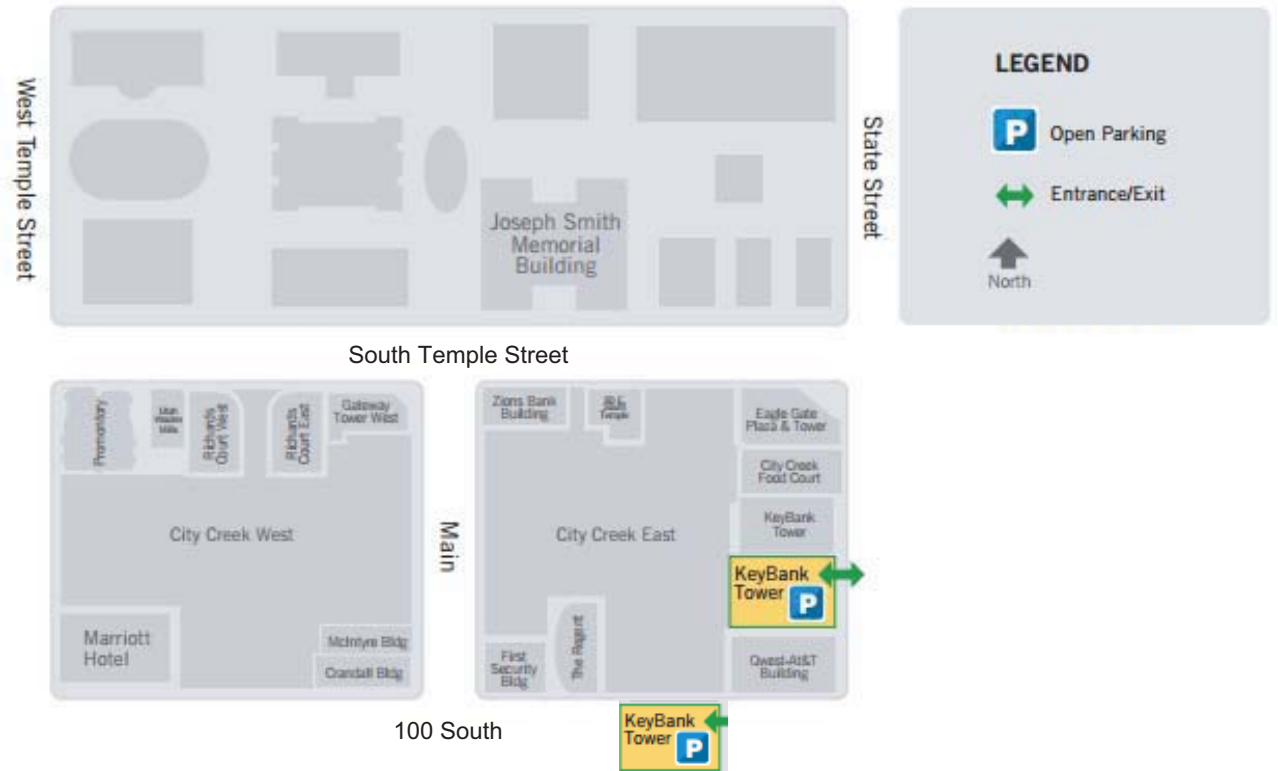 West Temple Street
Joseph Smith
Memorial
Building
State Street
LEGEND
P Open Parking
Entrance/Exit
North
South Temple Street
Promontory
Richards
Court West
Richards
Court East
Gateway
Tower West
City Creek West
Marriott
Hotel
McIntyre Bldg
Crandall Bldg
Main
Zions Bank
Building
Temple
Eagle Gate
Plaza & Tower
City Creek
Food Court
KeyBank
Tower
City Creek East
KeyBank
Tower P
First
Security
Bldg
The Regent
Qwest-At&T
Building
100 South
KeyBank
Tower P